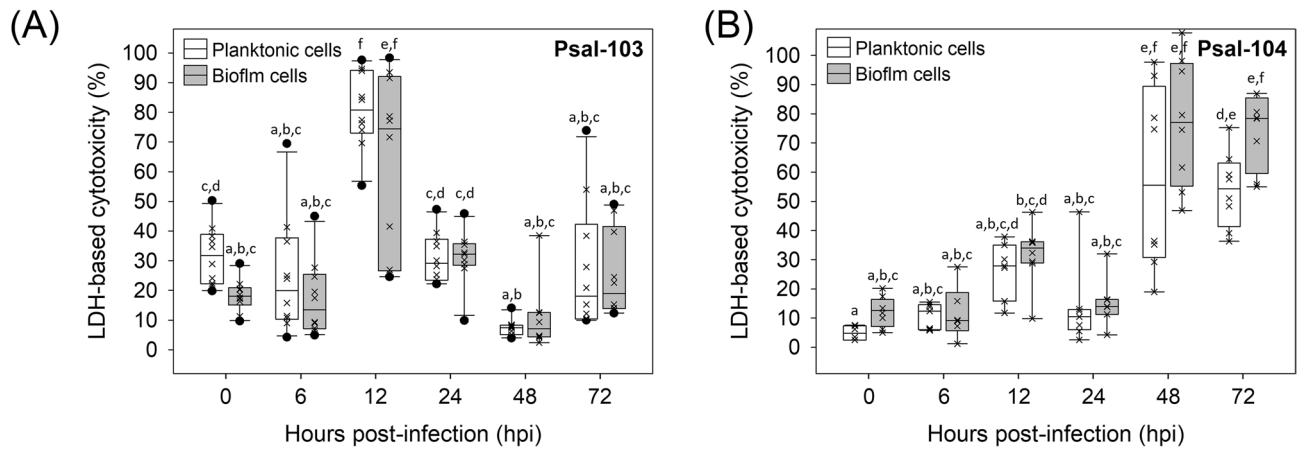 (A)
Psal-103
Planktonic cells
Bioflm cells
LDH-based cytotoxicity (%)
100
90
80
70
60
50
40
30
20
10
0
c,d
a,b,c
a,b,c
a,b,c
f
e,f
c,d
c,d
a,b
a,b,c
a,b,c
a,b,c
0 6 12 24 48 72
Hours post-infection (hpi)
(B)
Psal-104
Planktonic cells
Bioflm cells
LDH-based cytotoxicity (%)
100
90
80
70
60
50
40
30
20
10
0
a
a,b,c
a,b,c
a,b,c
a,b,c,d
b,c,d
a,b,c
a,b,c
e,f
e,f
d,e
e,f
0 6 12 24 48 72
Hours post-infection (hpi)